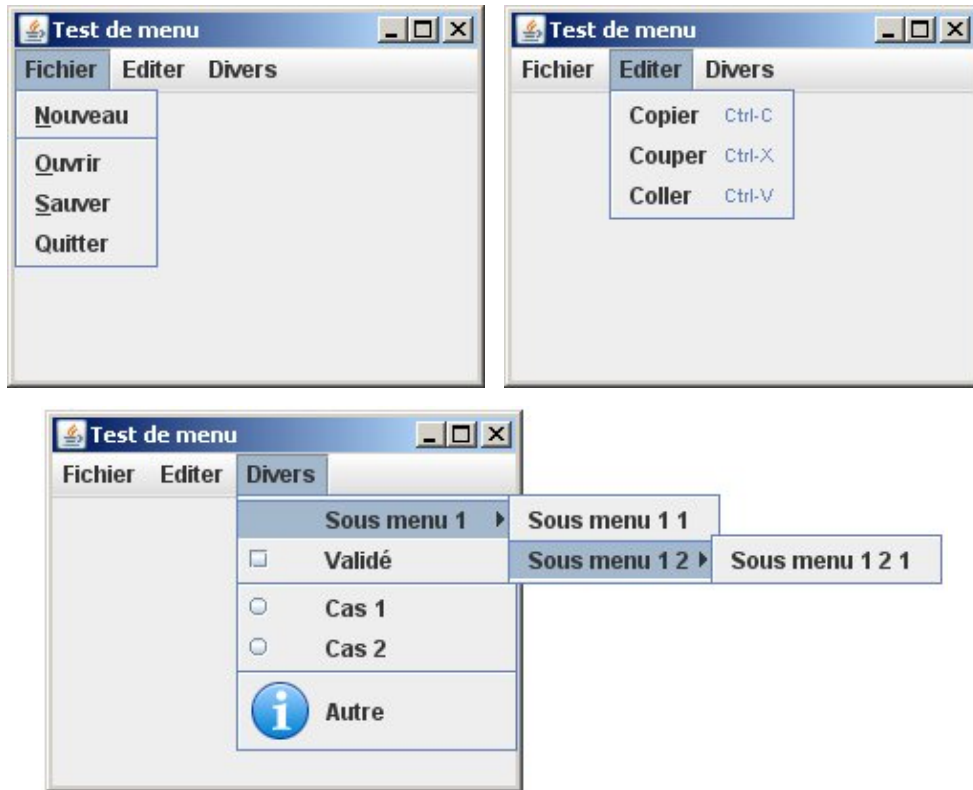 Test de menu
Fichier Editer Divers
Nouveau
Ouvrir
Sauver
Quitter
Test de menu
Fichier Editer Divers
Copier Ctrl-C
Couper Ctrl-X
Coller Ctrl-V
Test de menu
Fichier Editer Divers
Sous menu 1 Sous menu 1 1
Validé Sous menu 1 2 Sous menu 1 2 1
Cas 1
Cas 2
Autre